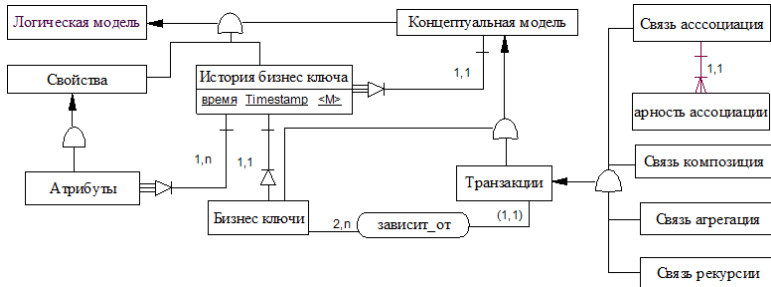 Логическая модель
Концептуальная модель
Связь асссоциация
Свойства
История бизнес ключа
время Timestamp <M>
1,1
1,1
арность ассоциации
1,n
1,1
Атрибуты
Транзакции
Связь композиция
Бизнес ключи
2,n
зависит_от
(1,1)
Связь агрегация
Связь рекурсии